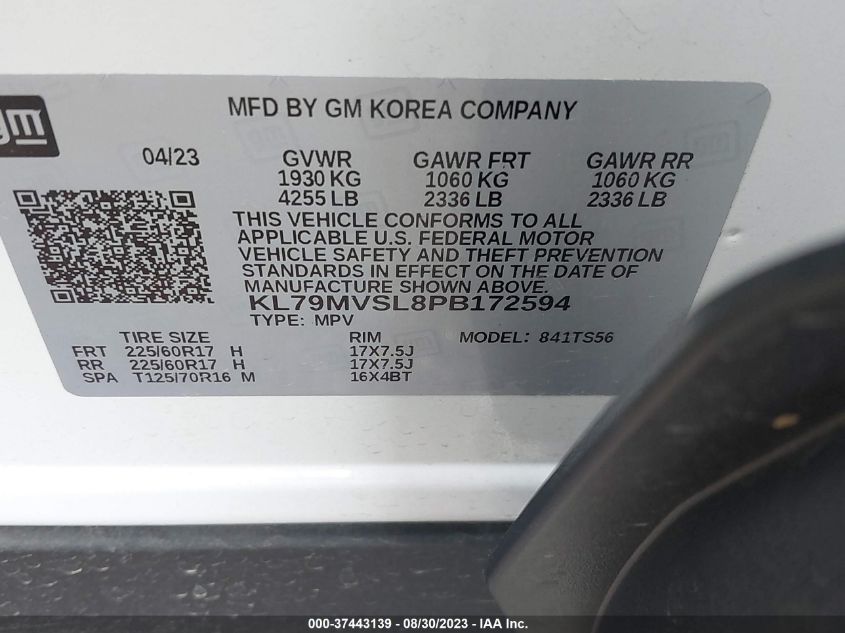 gm
MFD BY GM KOREA COMPANY
04/23 GVWR GAWR FRT GAWR RR
1930 KG 1060 KG 1060 KG
4255 LB 2336 LB 2336 LB
THIS VEHICLE CONFORMS TO ALL
APPLICABLE U.S. FEDERAL MOTOR
VEHICLE SAFETY AND THEFT PREVENTION
STANDARDS IN EFFECT ON THE DATE OF
MANUFACTURE SHOWN ABOVE.
KL79MVSL8PB172594
TYPE: MPV
TIRE SIZE RIM MODEL: 841TS56
FRT 225/60R17 H 17X7.5J
RR 225/60R17 H 17X7.5J
SPA T125/70R16 M 16X4BT
000-37443139 - 08/30/2023 - IAA Inc.